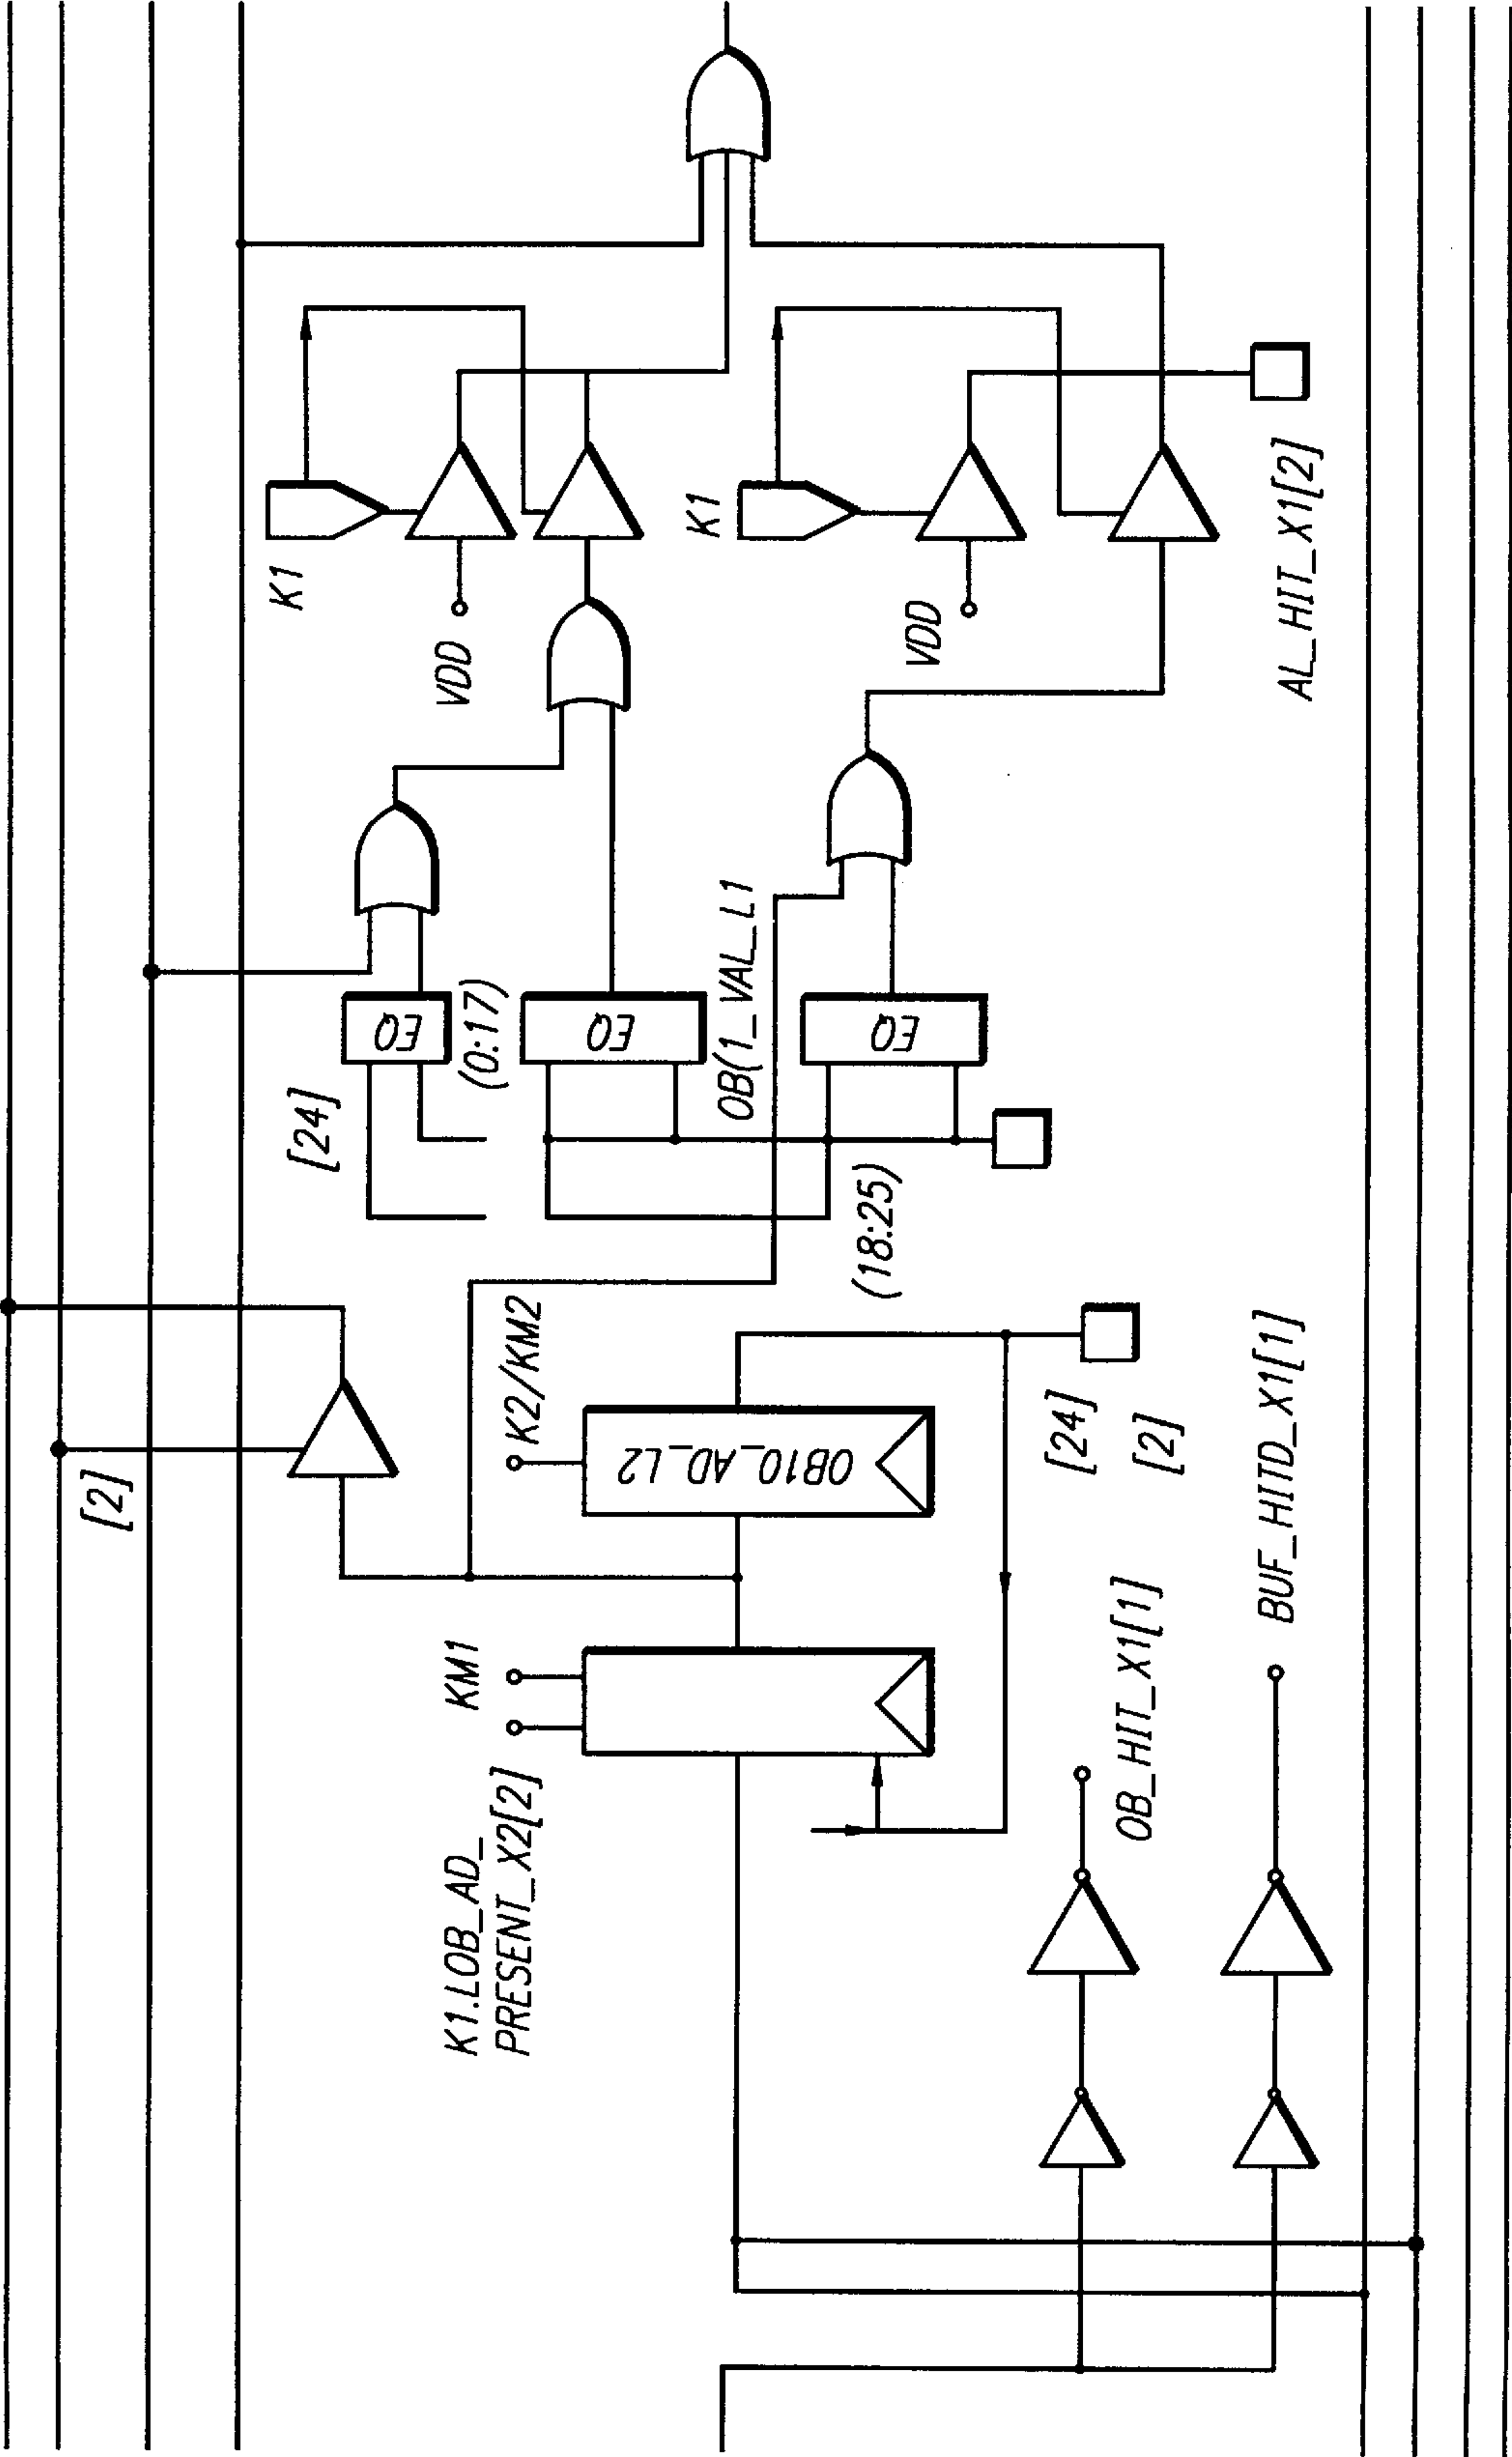 [2]
K1.LOB_AD_
PRESENT_X2[2]
KM1
K2/KM2
OB10_AD_L2
[24]
EQ
(0:17)
EQ
OB(1_VAL_L1
EQ
(18:25)
K1
VDD
K1
VDD
AL_HIT_X1[2]
[24]
[2]
OB_HIT_X1[1]
BUF_HITD_X1[1]